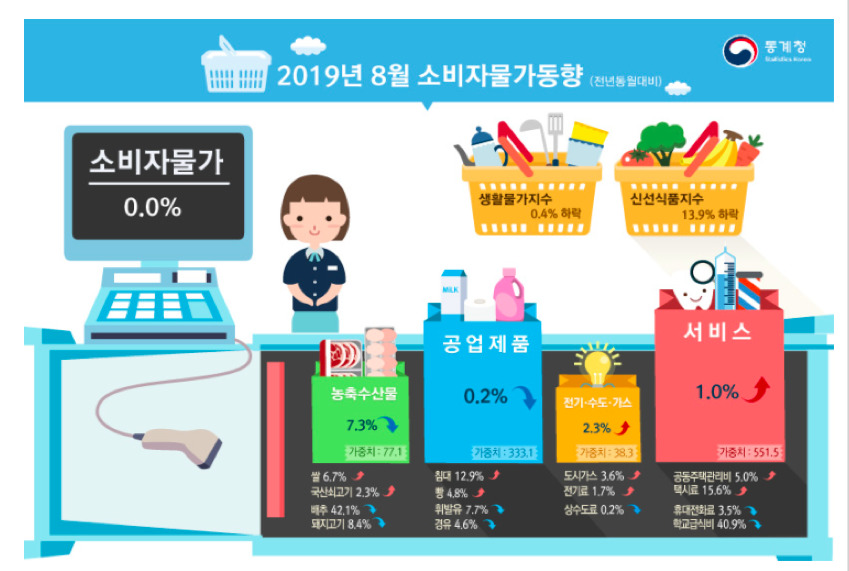 2019년 8월 소비자물가동향 (전년동월대비)
통계청
Statistics Korea
소비자물가
0.0%
생활물가지수
0.4% 하락
신선식품지수
13.9% 하락
MILK
농축수산물
7.3%
가중치 : 77.1
쌀 6.7%
국산쇠고기 2.3%
배추 42.1%
돼지고기 8.4%
공업제품
0.2%
가중치 : 333.1
침대 12.9%
빵 4.8%
휘발유 7.7%
경유 4.6%
전기·수도·가스
2.3%
가중치 : 38.3
도시가스 3.6%
전기료 1.7%
상수도료 0.2%
서비스
1.0%
가중치 : 551.5
공동주택관리비 5.0%
택시료 15.6%
휴대전화료 3.5%
학교급식비 40.9%